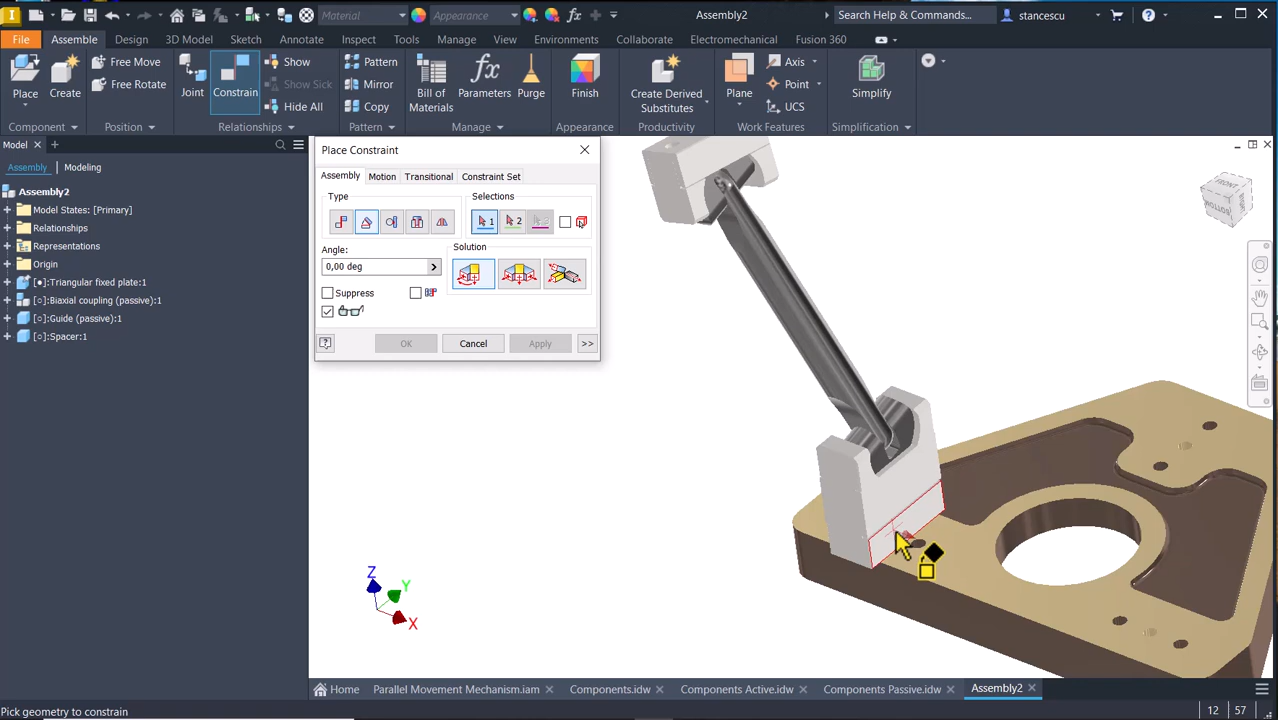 Material
Appearance
Assembly2
Search Help & Commands...
stancescu
File
Assemble
Design
3D Model
Sketch
Annotate
Inspect
Tools
Manage
View
Environments
Collaborate
Electromechanical
Fusion 360
Place
Create
Free Move
Free Rotate
Joint
Constrain
Show
Show Sick
Hide All
Pattern
Mirror
Copy
Bill of
Materials
Parameters
Purge
Finish
Create Derived
Substitutes
Plane
Axis
Point
UCS
Simplify
Component
Position
Relationships
Pattern
Manage
Appearance
Productivity
Work Features
Simplification
Model
Assembly
Modeling
Assembly2
Model States: [Primary]
Relationships
Representations
Origin
Triangular fixed plate:1
[○]:Biaxial coupling (passive):1
[○]:Guide (passive):1
[○]:Spacer:1
Place Constraint
Assembly
Motion
Transitional
Constraint Set
Type
Selections
1
2
Angle:
Solution
0,00 deg
Suppress
OK
Cancel
Apply
>>
BOTTOM
Z
Y
X
Home
Parallel Movement Mechanism.iam
Components.idw
Components Active.idw
Components Passive.idw
Assembly2
Pick geometry to constrain
12
57